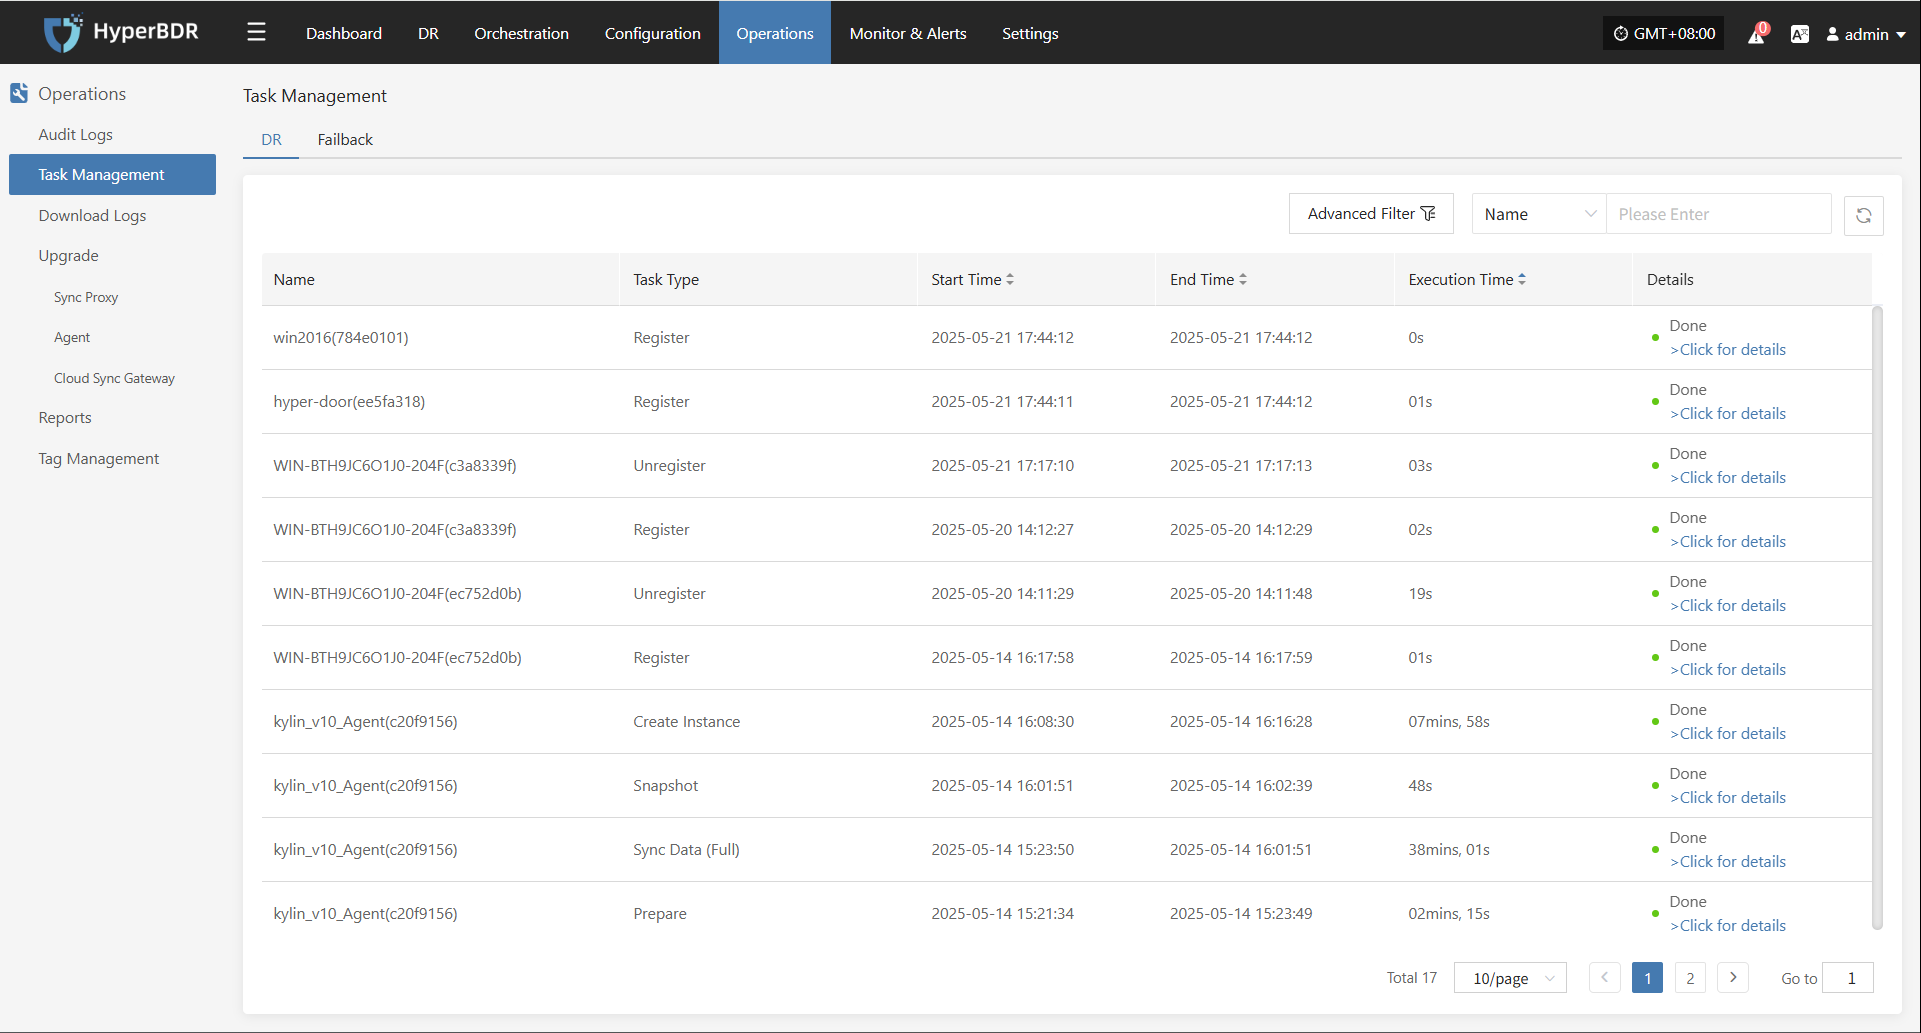 HyperBDR
Dashboard DR Orchestration Configuration Operations Monitor & Alerts Settings
GMT+08:00 0 admin
Operations
Audit Logs
Task Management
Download Logs
Upgrade
Sync Proxy
Agent
Cloud Sync Gateway
Reports
Tag Management
Task Management
DR Failback
Advanced Filter Name Please Enter
Name Task Type Start Time End Time Execution Time Details
win2016(784e0101) Register 2025-05-21 17:44:12 2025-05-21 17:44:12 0s Done
>Click for details
hyper-door(ee5fa318) Register 2025-05-21 17:44:11 2025-05-21 17:44:12 01s Done
>Click for details
WIN-BTH9JC6O1J0-204F(c3a8339f) Unregister 2025-05-21 17:17:10 2025-05-21 17:17:13 03s Done
>Click for details
WIN-BTH9JC6O1J0-204F(c3a8339f) Register 2025-05-20 14:12:27 2025-05-20 14:12:29 02s Done
>Click for details
WIN-BTH9JC6O1J0-204F(ec752d0b) Unregister 2025-05-20 14:11:29 2025-05-20 14:11:48 19s Done
>Click for details
WIN-BTH9JC6O1J0-204F(ec752d0b) Register 2025-05-14 16:17:58 2025-05-14 16:17:59 01s Done
>Click for details
kylin_v10_Agent(c20f9156) Create Instance 2025-05-14 16:08:30 2025-05-14 16:16:28 07mins, 58s Done
>Click for details
kylin_v10_Agent(c20f9156) Snapshot 2025-05-14 16:01:51 2025-05-14 16:02:39 48s Done
>Click for details
kylin_v10_Agent(c20f9156) Sync Data (Full) 2025-05-14 15:23:50 2025-05-14 16:01:51 38mins, 01s Done
>Click for details
kylin_v10_Agent(c20f9156) Prepare 2025-05-14 15:21:34 2025-05-14 15:23:49 02mins, 15s Done
>Click for details
Total 17 10/page 1 2 Go to 1